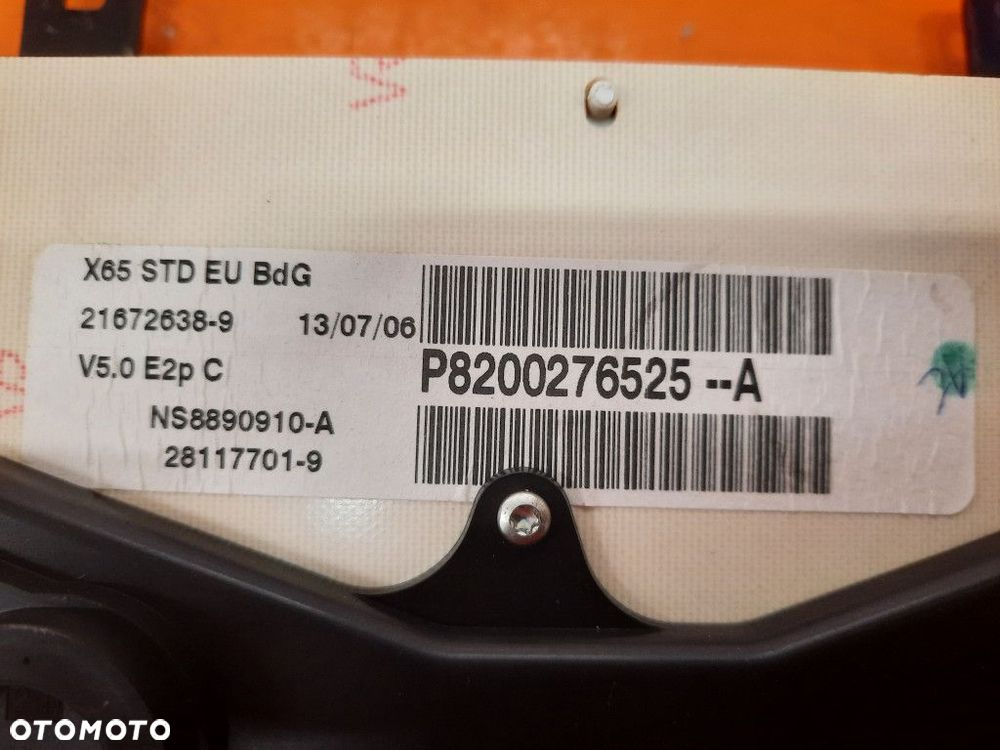 X65 STD EU BdG
21672638-9 13/07/06
V5.0 E2p C
P8200276525 --A
NS8890910-A
28117701-9
OTOMOTO